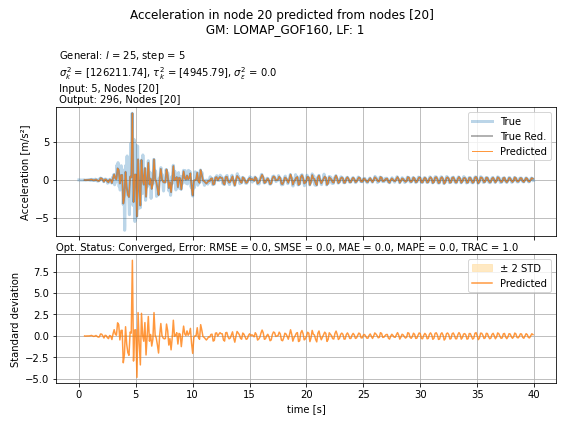 Acceleration in node 20 predicted from nodes [20]
GM: LOMAP_GOF160, LF: 1
General: l = 25, step = 5
σ²ₖ = [126211.74], τ²ₖ = [4945.79], σ²ε = 0.0
Input: 5, Nodes [20]
Output: 296, Nodes [20]
Acceleration [m/s²]
5
0
−5
True
True Red.
Predicted
Opt. Status: Converged, Error: RMSE = 0.0, SMSE = 0.0, MAE = 0.0, MAPE = 0.0, TRAC = 1.0
Standard deviation
7.5
5.0
2.5
0.0
−2.5
−5.0
± 2 STD
Predicted
0 5 10 15 20 25 30 35 40
time [s]